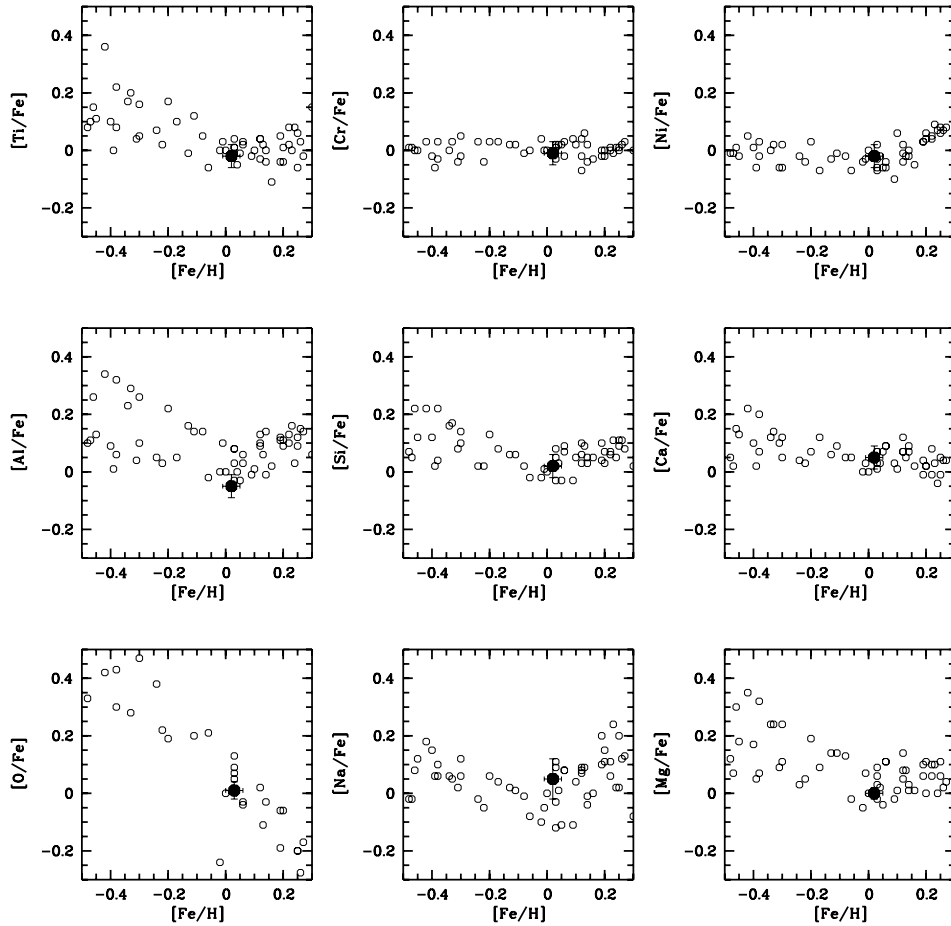 [Ti/Fe] [Cr/Fe] [Ni/Fe]
0.4 0.4 0.4
0.2 0.2 0.2
0 0 0
−0.2 −0.2 −0.2
−0.4 −0.2 0 0.2 −0.4 −0.2 0 0.2 −0.4 −0.2 0 0.2
[Fe/H] [Fe/H] [Fe/H]
[Al/Fe] [Si/Fe] [Ca/Fe]
0.4 0.4 0.4
0.2 0.2 0.2
0 0 0
−0.2 −0.2 −0.2
−0.4 −0.2 0 0.2 −0.4 −0.2 0 0.2 −0.4 −0.2 0 0.2
[Fe/H] [Fe/H] [Fe/H]
[O/Fe] [Na/Fe] [Mg/Fe]
0.4 0.4 0.4
0.2 0.2 0.2
0 0 0
−0.2 −0.2 −0.2
−0.4 −0.2 0 0.2 −0.4 −0.2 0 0.2 −0.4 −0.2 0 0.2
[Fe/H] [Fe/H] [Fe/H]